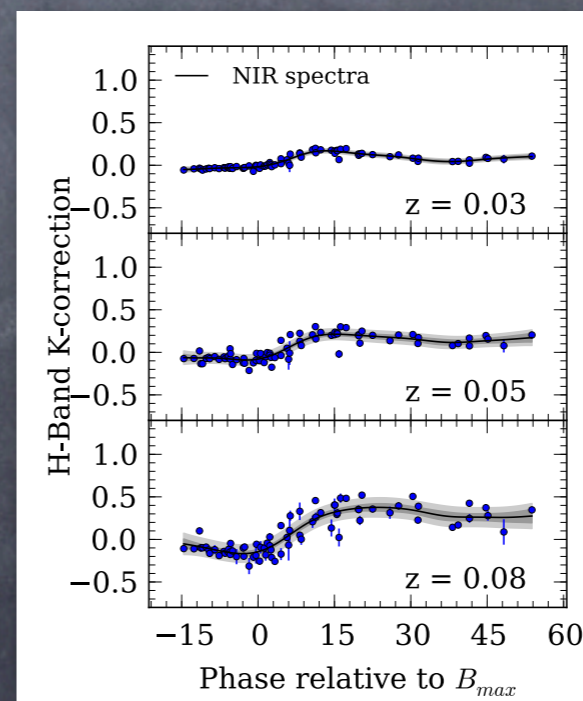 1.0
0.5
0.0
−0.5
NIR spectra
z = 0.03
1.0
0.5
0.0
−0.5
z = 0.05
1.0
0.5
0.0
−0.5
z = 0.08
H-Band K-correction
−15 0 15 30 45 60
Phase relative to B_max